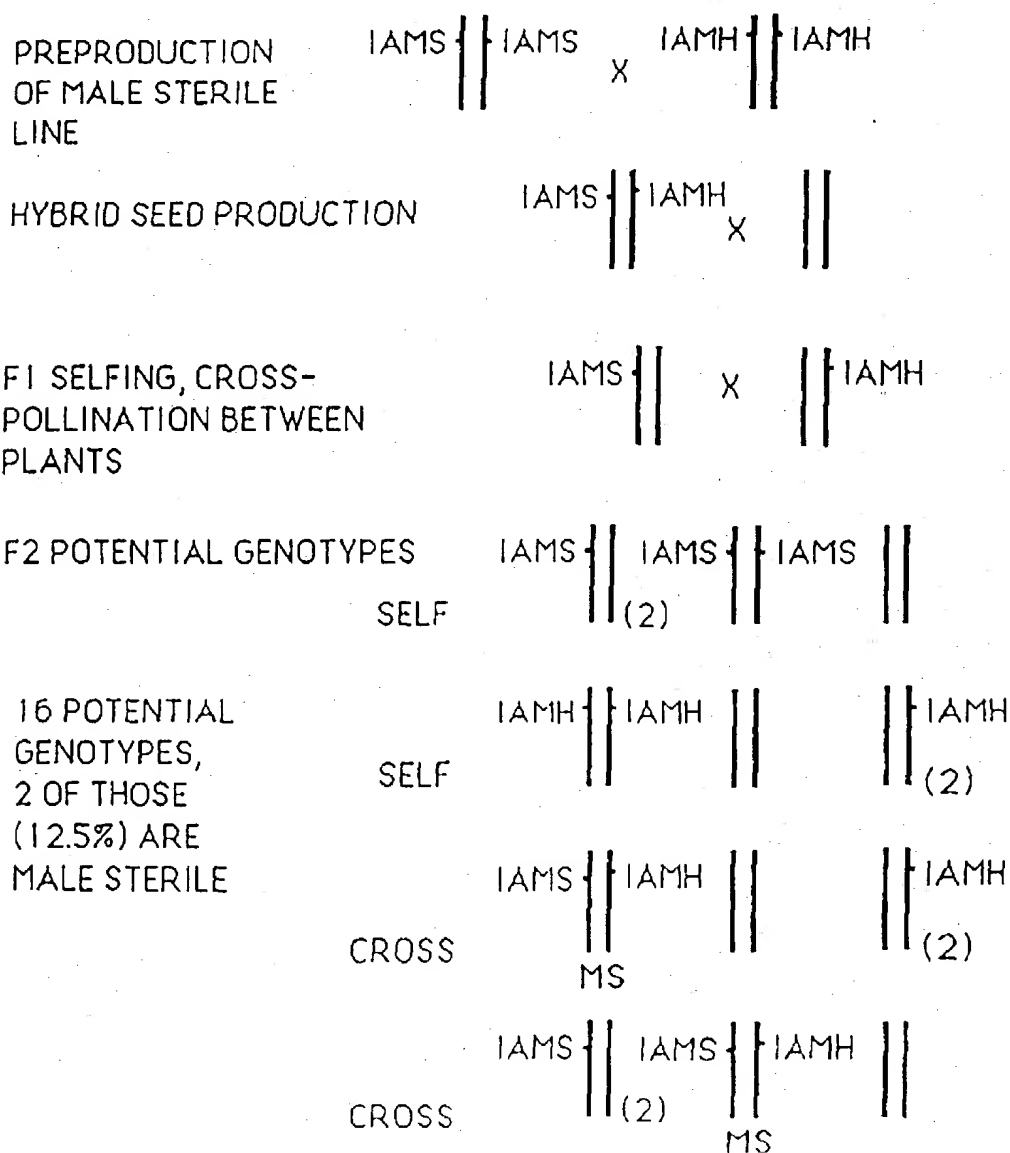 PREPRODUCTION
OF MALE STERILE
LINE
IAMS IAMS X IAMH IAMH
HYBRID SEED PRODUCTION
IAMS IAMH X
F1 SELFING, CROSS-
POLLINATION BETWEEN
PLANTS
IAMS X IAMH
F2 POTENTIAL GENOTYPES
SELF
IAMS (2) IAMS IAMS
16 POTENTIAL
GENOTYPES,
2 OF THOSE
(12.5%) ARE
MALE STERILE
SELF
IAMH IAMH IAMH
(2)
CROSS
IAMS IAMH IAMH
(2)
MS
CROSS
IAMS (2) IAMS IAMH
MS